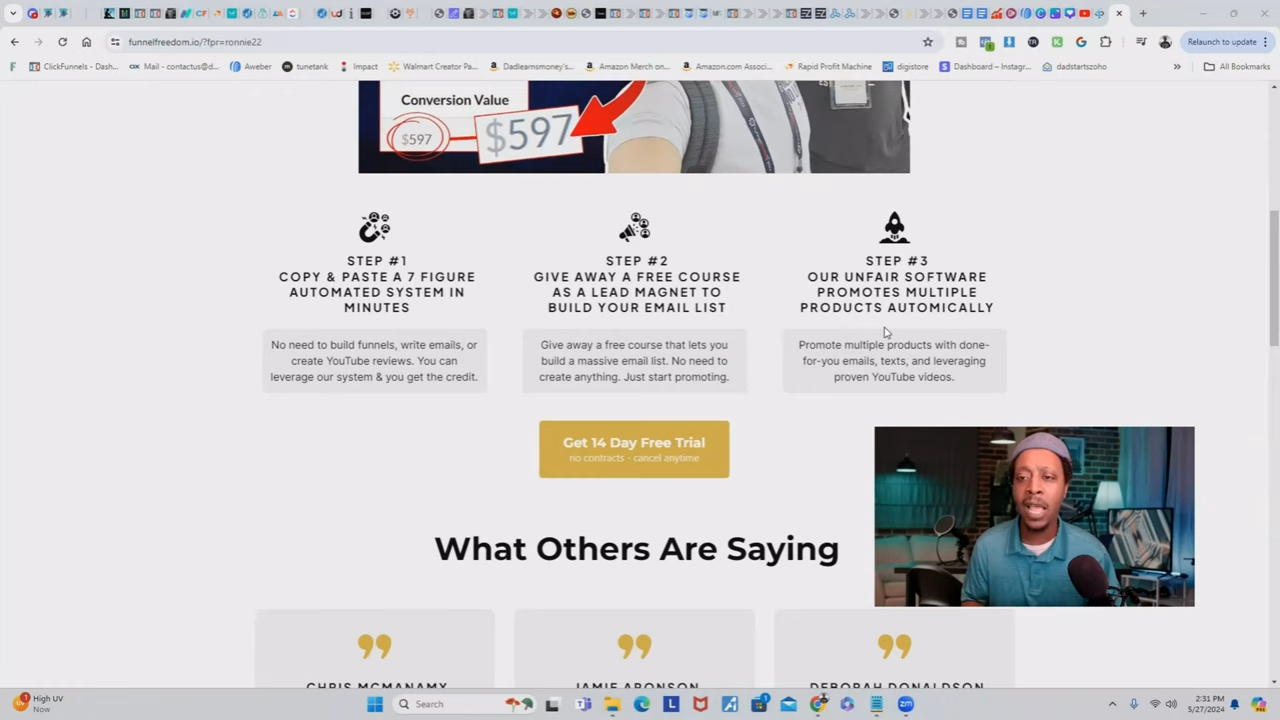 funnelfreedom.io/?fpr=ronnie22
Relaunch to update
ClickFunnels - Dash...
Mail - contactus@d...
Aweber
tunetank
Impact
Walmart Creator Pa...
Dadlearnsmoney's...
Amazon Merch on...
Amazon.com Associ...
Rapid Profit Machine
digistore
Dashboard – Instagr...
dadstartszoho
»
All Bookmarks
Conversion Value
$597
$597
STEP #1
COPY & PASTE A 7 FIGURE
AUTOMATED SYSTEM IN
MINUTES
No need to build funnels, write emails, or
create YouTube reviews. You can
leverage our system & you get the credit.
STEP #2
GIVE AWAY A FREE COURSE
AS A LEAD MAGNET TO
BUILD YOUR EMAIL LIST
Give away a free course that lets you
build a massive email list. No need to
create anything. Just start promoting.
STEP #3
OUR UNFAIR SOFTWARE
PROMOTES MULTIPLE
PRODUCTS AUTOMICALLY
Promote multiple products with done-
for-you emails, texts, and leveraging
proven YouTube videos.
Get 14 Day Free Trial
no contracts - cancel anytime
What Others Are Saying
CHRIS MCMANAMY
JAMIE ARONSON
DEBORAH DONALDSON
High UV
Now
Search
2:31 PM
5/27/2024